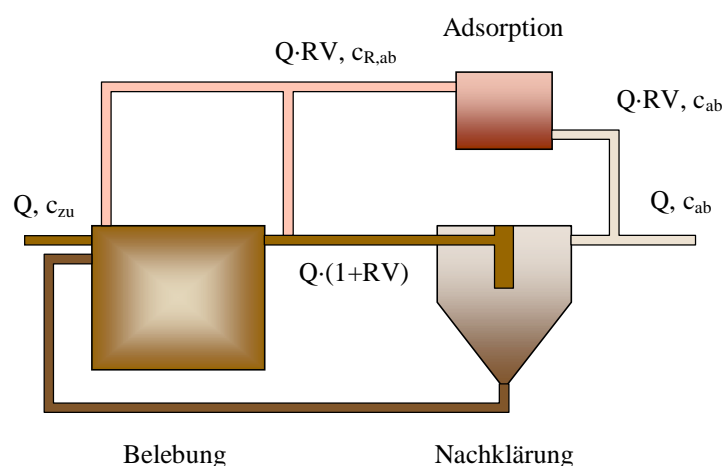 Adsorption
Q·RV, c_R,ab
Q·RV, c_ab
Q, c_zu
Q, c_ab
Q·(1+RV)
Belebung
Nachklärung